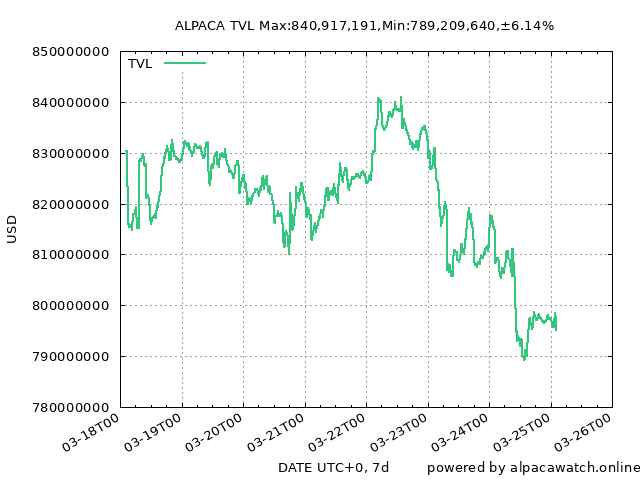 ALPACA TVL Max:840,917,191,Min:789,209,640,±6.14%
850000000
TVL
840000000
830000000
820000000
USD
810000000
800000000
790000000
780000000
03-18T00
03-19T00
03-20T00
03-21T00
03-22T00
03-23T00
03-24T00
03-25T00
03-26T00
DATE UTC+0, 7d
powered by alpacawatch.online